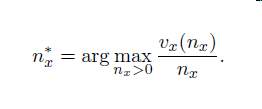 $n_x^* = \arg\max_{n_x > 0} \frac{v_x(n_x)}{n_x}.$